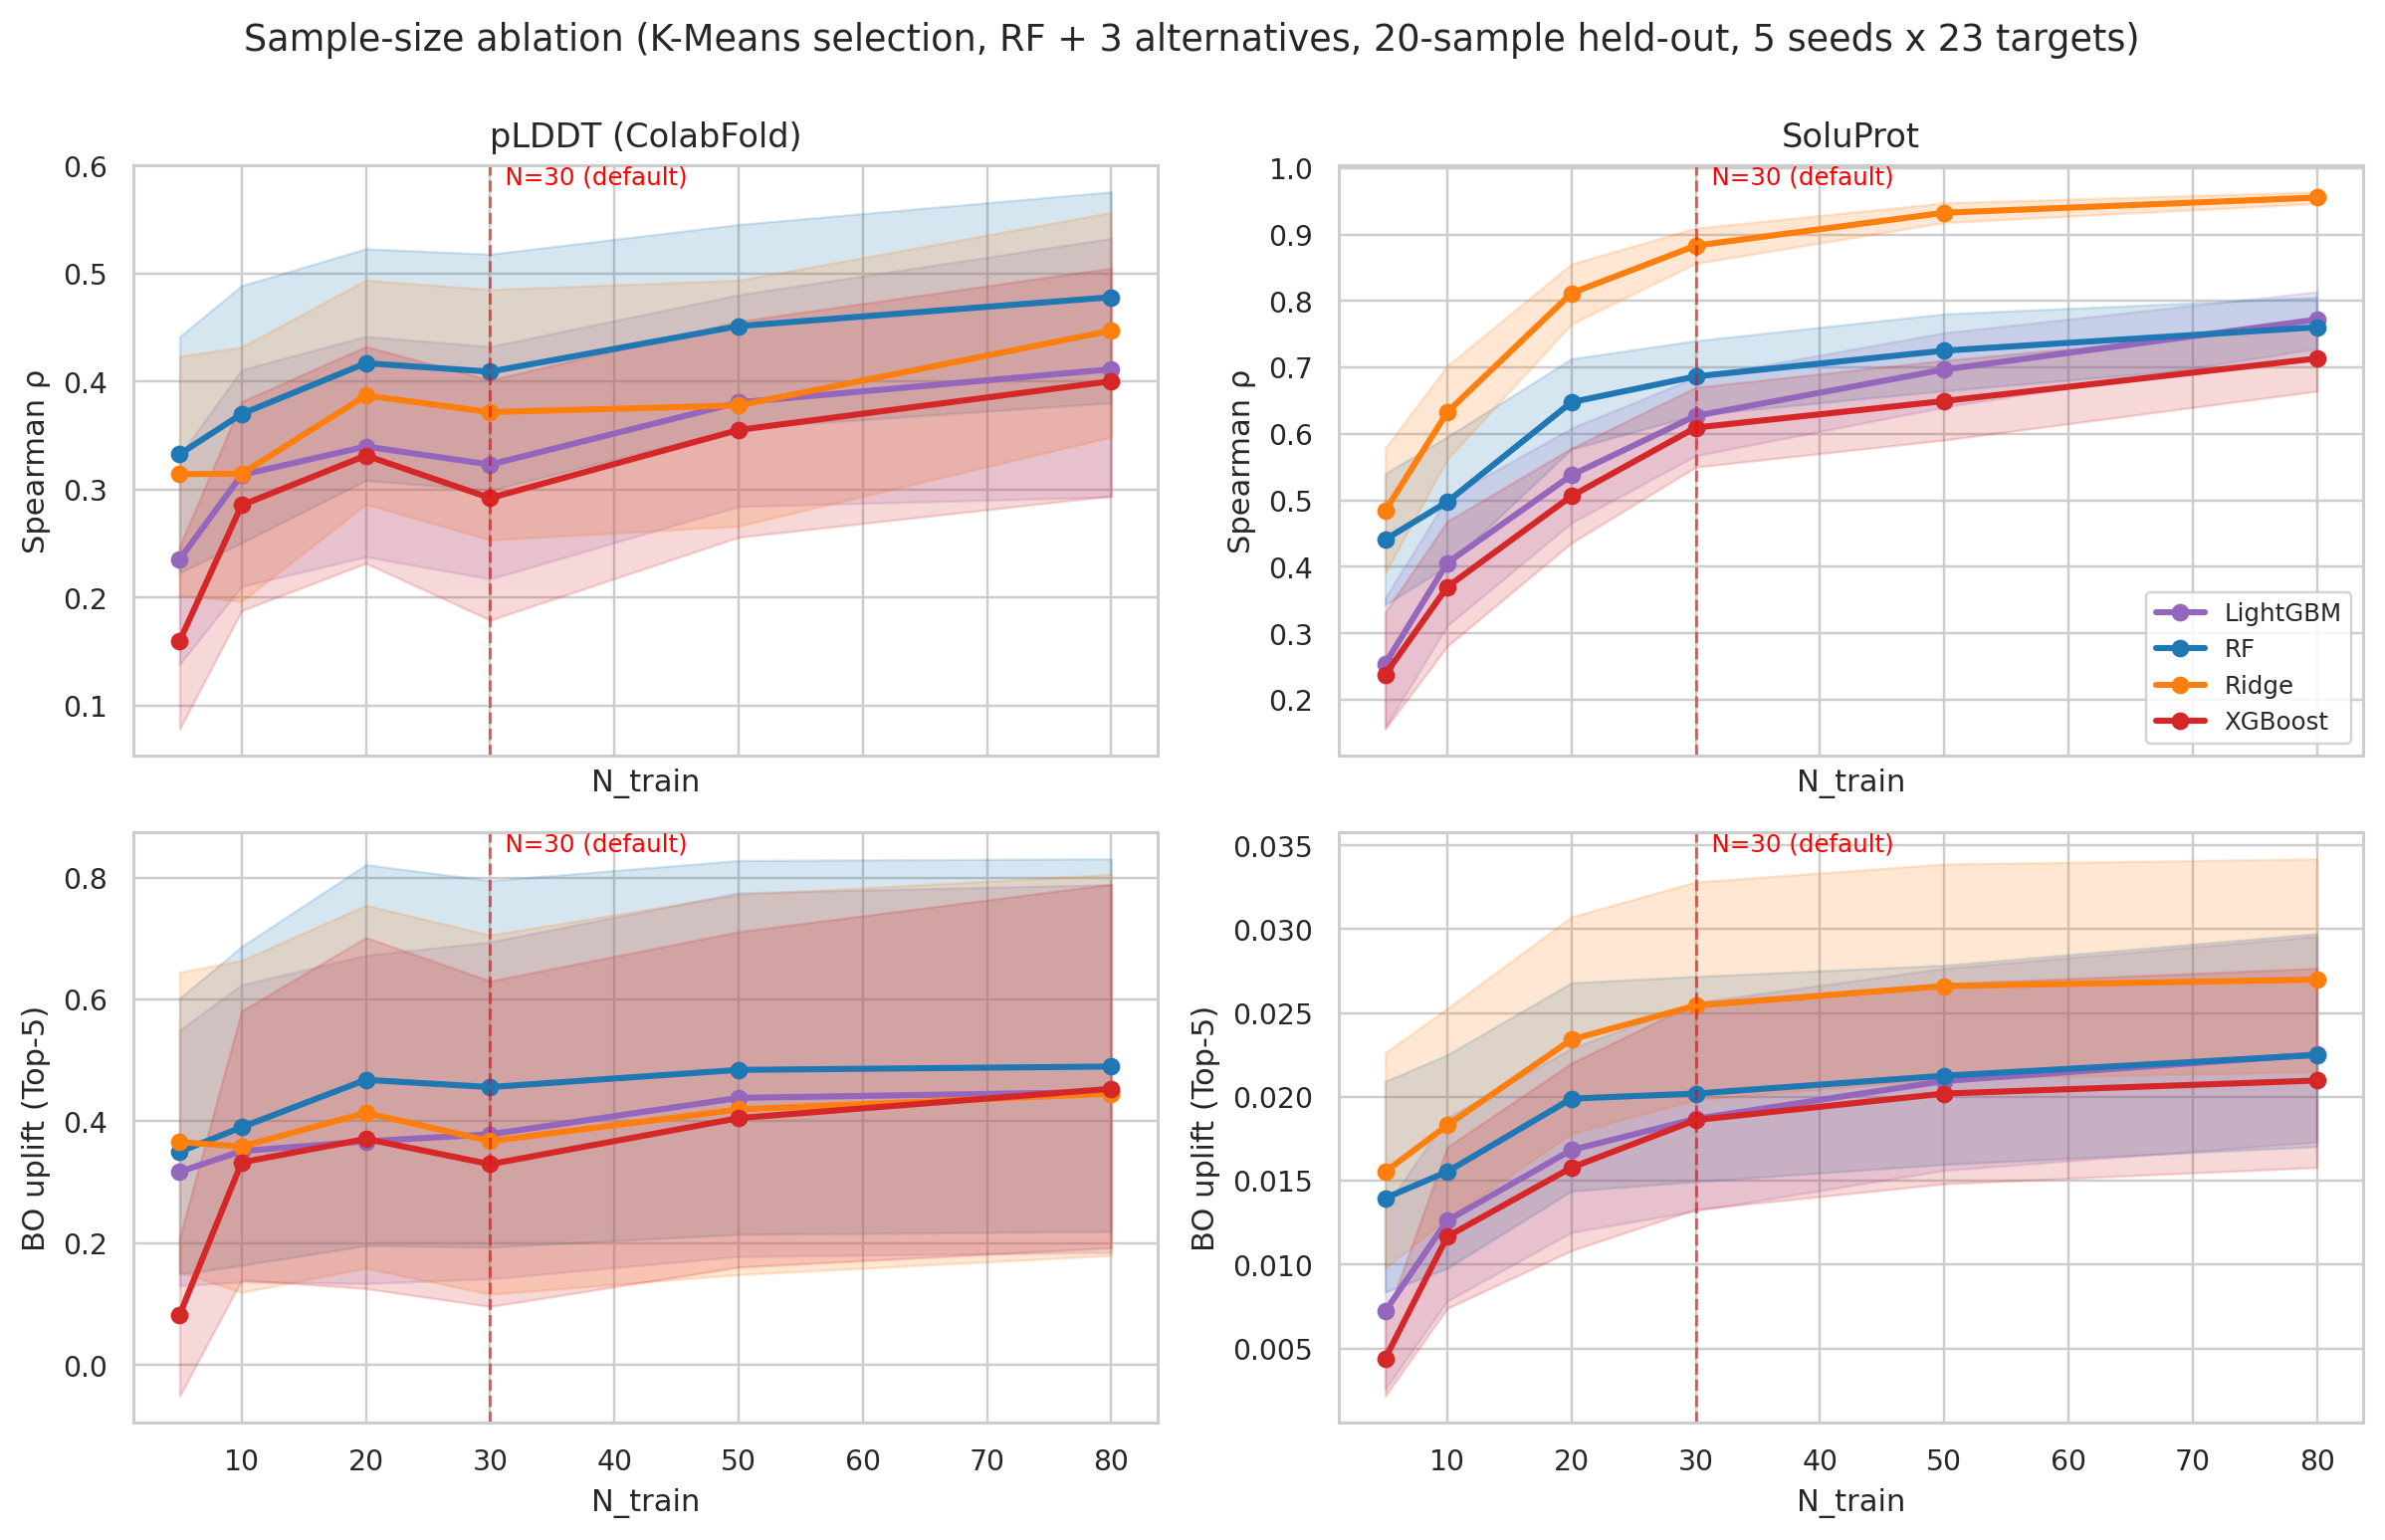 Sample-size ablation (K-Means selection, RF + 3 alternatives, 20-sample held-out, 5 seeds x 23 targets)
pLDDT (ColabFold)
0.6
0.5
0.4
0.3
0.2
0.1
Spearman ρ
N=30 (default)
N_train
SoluProt
1.0
0.9
0.8
0.7
0.6
0.5
0.4
0.3
0.2
Spearman ρ
N=30 (default)
LightGBM
RF
Ridge
XGBoost
N_train
0.8
0.6
0.4
0.2
0.0
BO uplift (Top-5)
N=30 (default)
10 20 30 40 50 60 70 80
N_train
0.035
0.030
0.025
0.020
0.015
0.010
0.005
BO uplift (Top-5)
N=30 (default)
10 20 30 40 50 60 70 80
N_train